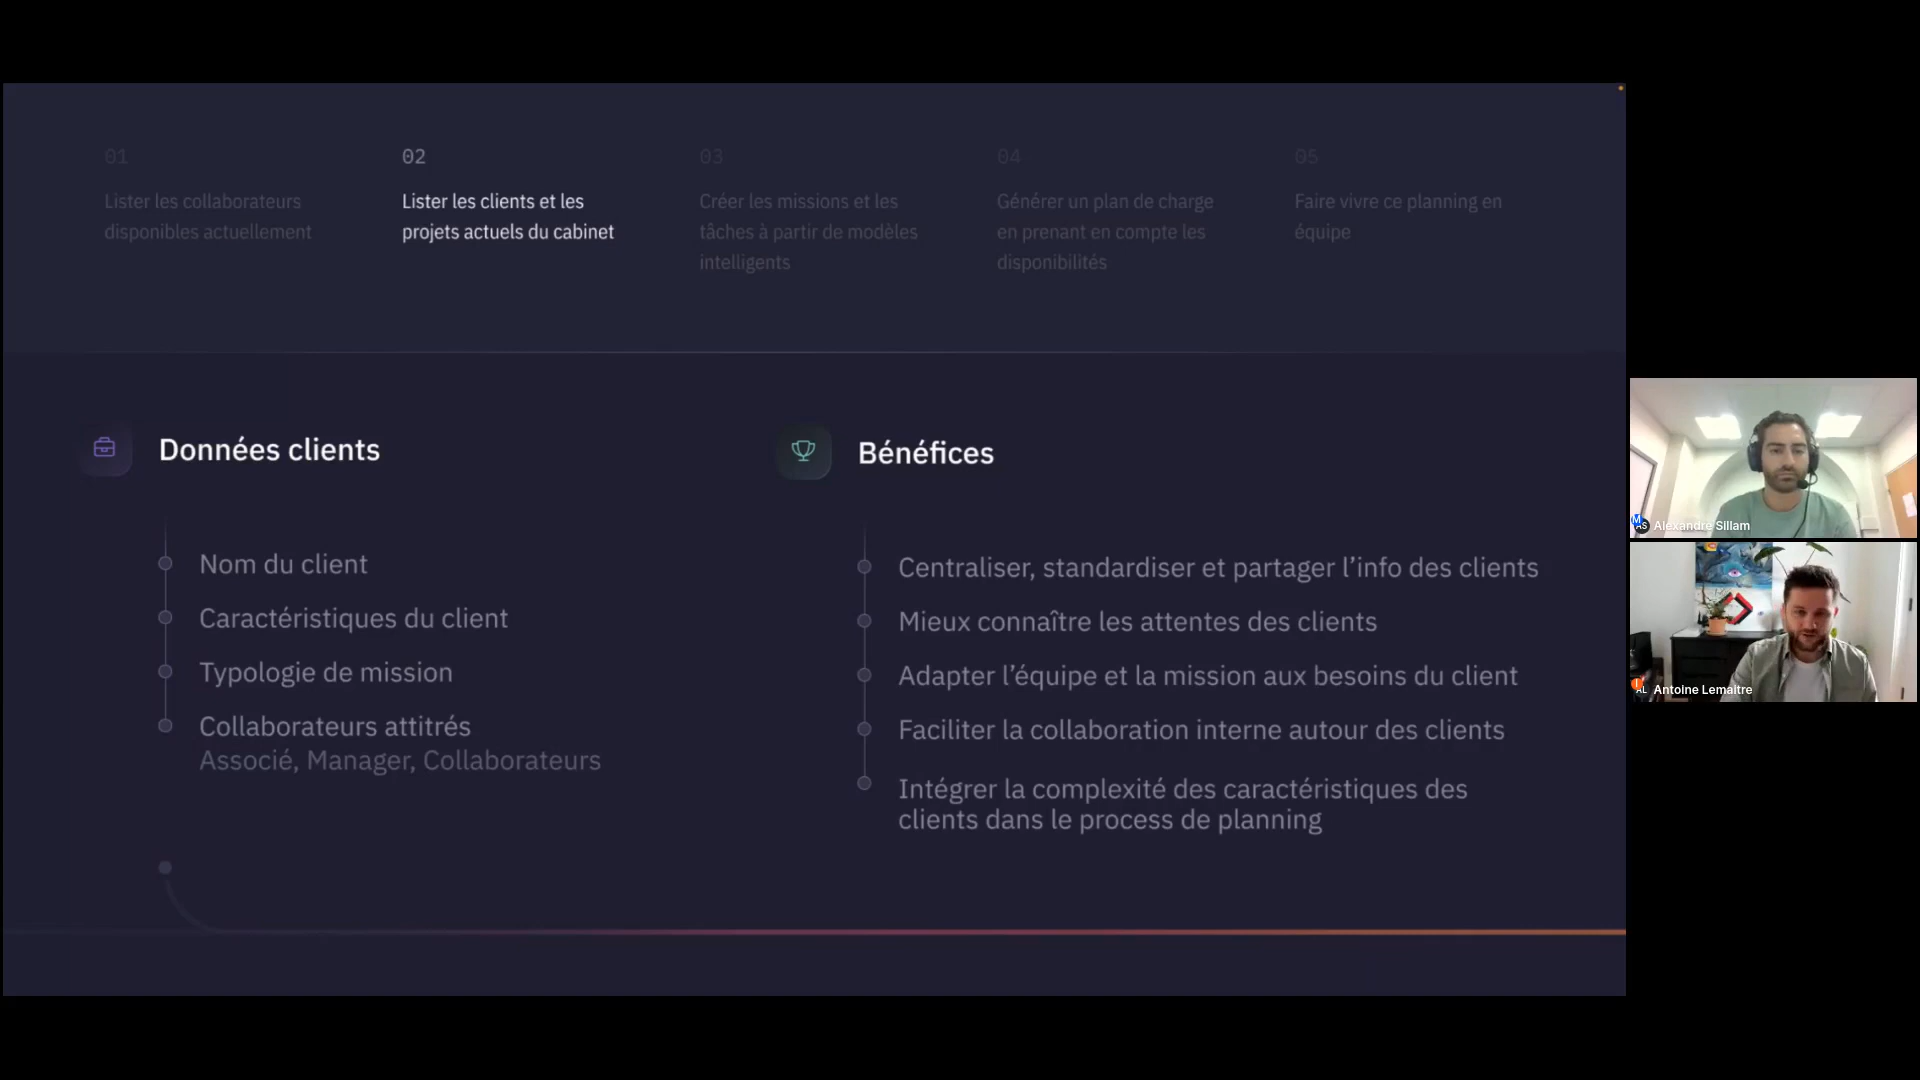 01
Lister les collaborateurs
disponibles actuellement
02
Lister les clients et les
projets actuels du cabinet
03
Créer les missions et les
tâches à partir de modèles
intelligents
04
Générer un plan de charge
en prenant en compte les
disponibilités
05
Faire vivre ce planning en
équipe
Données clients
Nom du client
Caractéristiques du client
Typologie de mission
Collaborateurs attitrés
Associé, Manager, Collaborateurs
Bénéfices
Centraliser, standardiser et partager l’info des clients
Mieux connaître les attentes des clients
Adapter l’équipe et la mission aux besoins du client
Faciliter la collaboration interne autour des clients
Intégrer la complexité des caractéristiques des
clients dans le process de planning
M AS Alexandre Sillam
AL Antoine Lemaitre